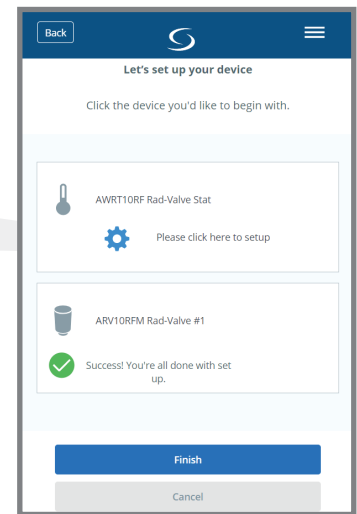 Back
Let's set up your device
Click the device you'd like to begin with.
AWRT10RF Rad-Valve Stat
Please click here to setup
ARV10RFM Rad-Valve #1
Success! You're all done with set
up.
Finish
Cancel